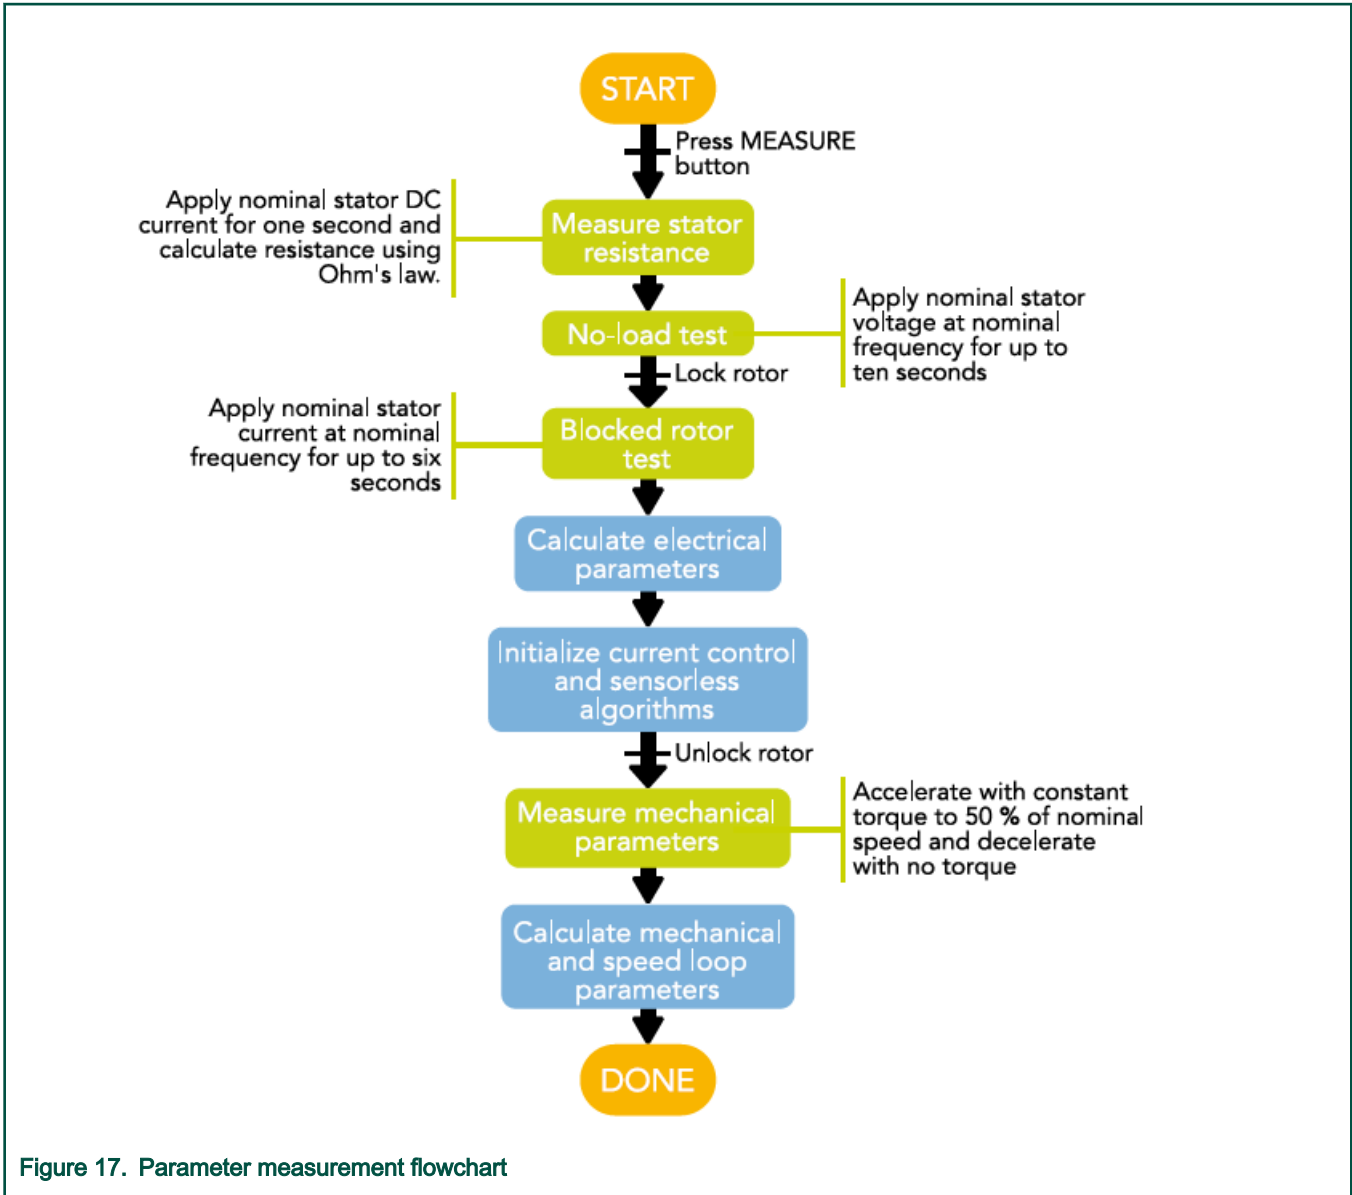 START
Press MEASURE
button
Apply nominal stator DC
current for one second and
calculate resistance using
Ohm's law.
Measure stator
resistance
No-load test
Apply nominal stator
voltage at nominal
frequency for up to
ten seconds
Lock rotor
Apply nominal stator
current at nominal
frequency for up to six
seconds
Blocked rotor
test
Calculate electrical
parameters
Initialize current control
and sensorless
algorithms
Unlock rotor
Measure mechanical
parameters
Accelerate with constant
torque to 50 % of nominal
speed and decelerate
with no torque
Calculate mechanical
and speed loop
parameters
DONE
Figure 17. Parameter measurement flowchart